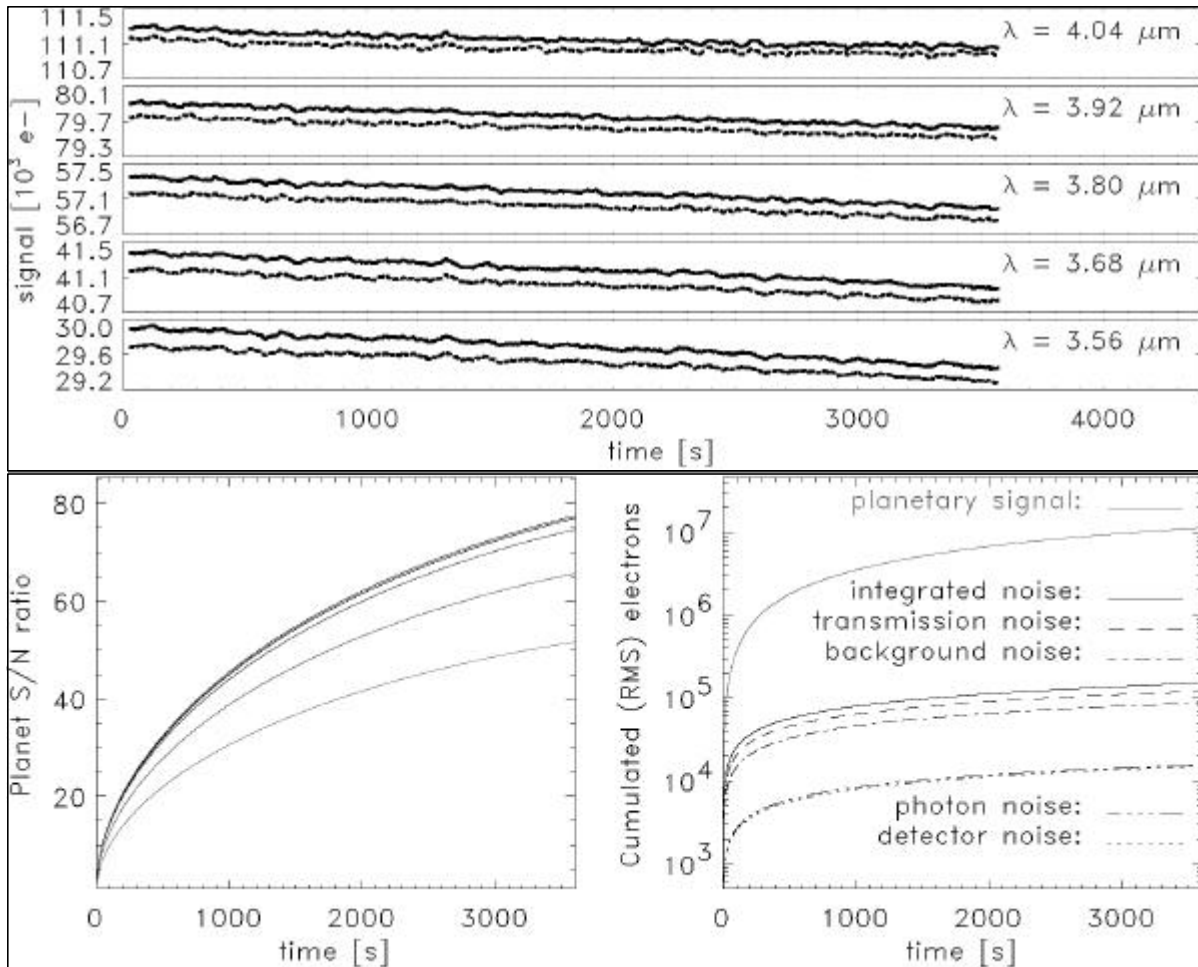 signal [10³ e-]
111.5
111.1
110.7
λ = 4.04 μm
80.1
79.7
79.3
λ = 3.92 μm
57.5
57.1
56.7
λ = 3.80 μm
41.5
41.1
40.7
λ = 3.68 μm
30.0
29.6
29.2
λ = 3.56 μm
0 1000 2000 3000 4000
time [s]
Planet S/N ratio
80
60
40
20
0 1000 2000 3000
time [s]
Cumulated (RMS) electrons
10⁷
10⁶
10⁵
10⁴
10³
planetary signal:
integrated noise:
transmission noise:
background noise:
photon noise:
detector noise:
0 1000 2000 3000
time [s]